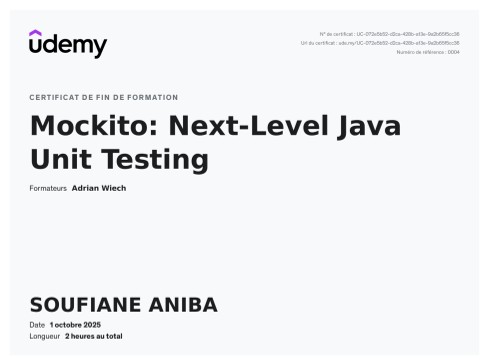 udemy
N° de certificat : UC-
Url du certificat : ude.my/UC-
Numéro de référence : 0004
CERTIFICAT DE FIN DE FORMATION
Mockito: Next-Level Java
Unit Testing
Formateurs Adrian Wiech
SOUFIANE ANIBA
Date 1 octobre 2025
Longueur 2 heures au total